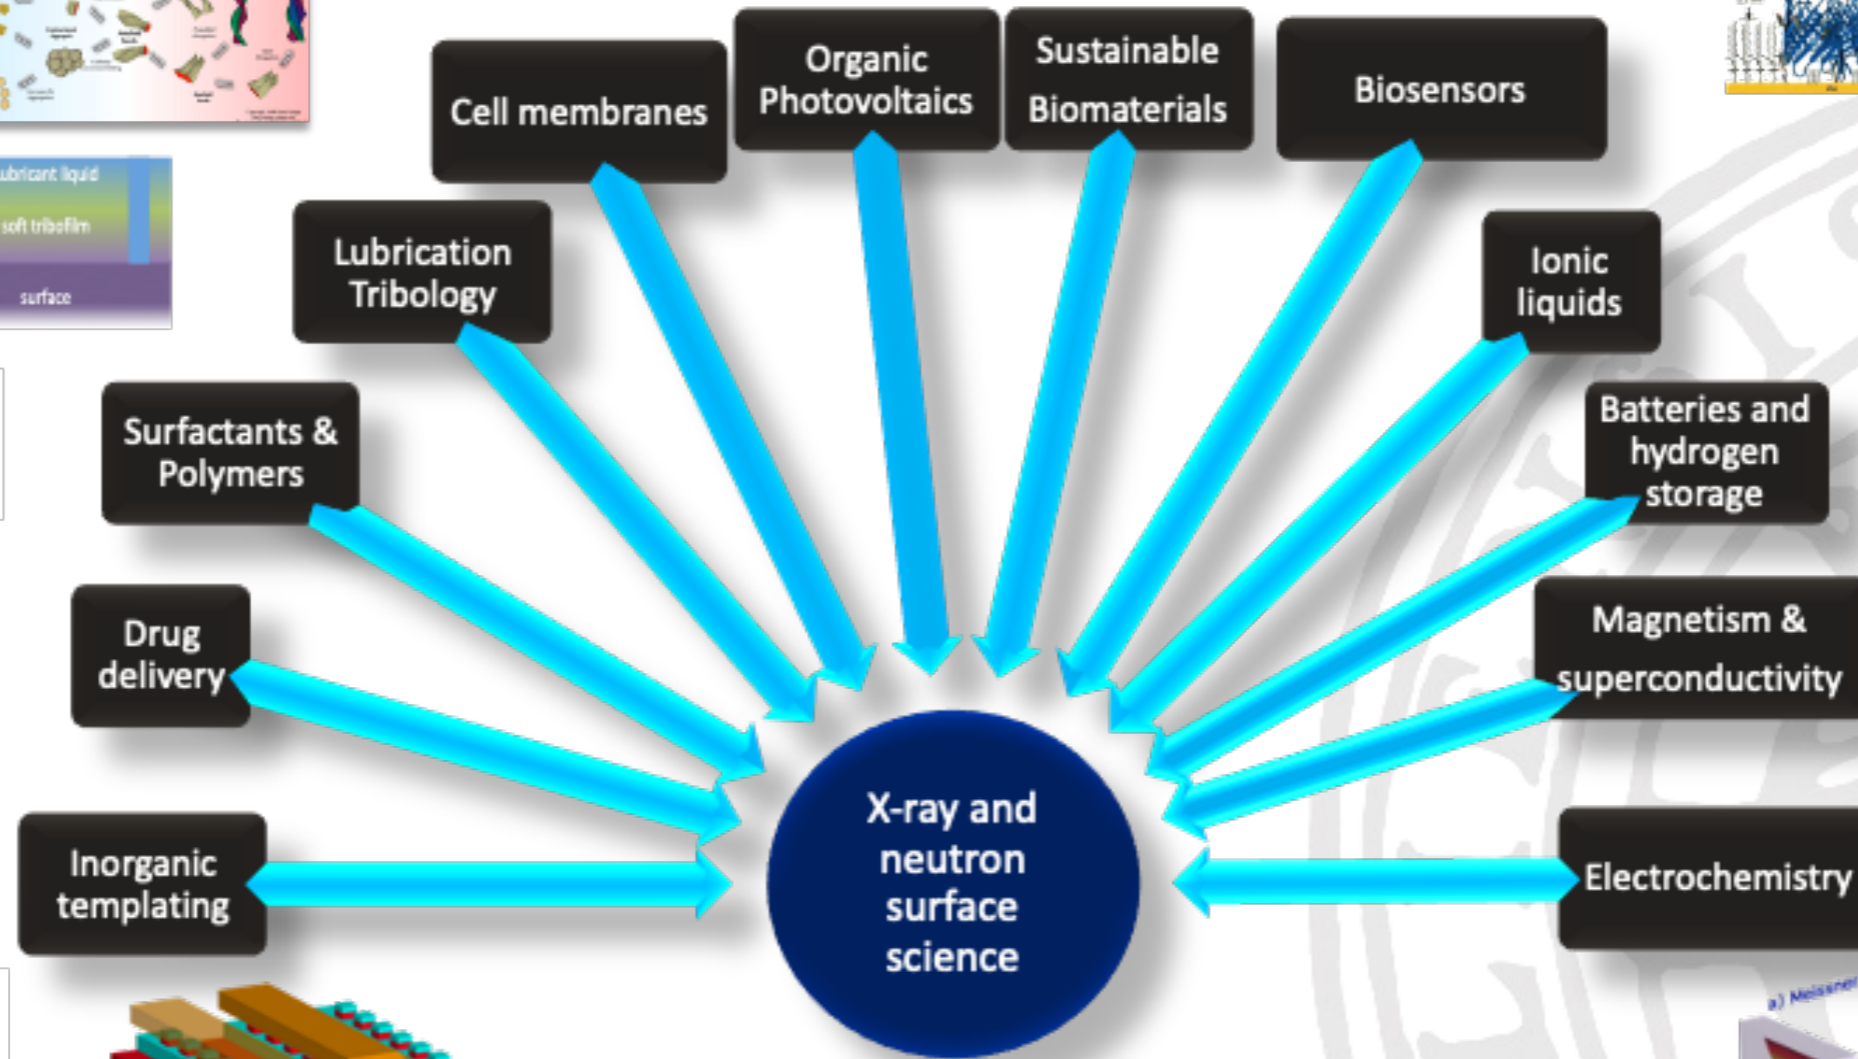 Organic
Photovoltaics
Sustainable
Biomaterials
Biosensors
Cell membranes
Lubrication
Tribology
Ionic
liquids
lubricant liquid
soft tribofilm
surface
Surfactants &
Polymers
Batteries and
hydrogen
storage
Drug
delivery
Magnetism &
superconductivity
Inorganic
templating
X-ray and
neutron
surface
science
Electrochemistry
a) Meissner